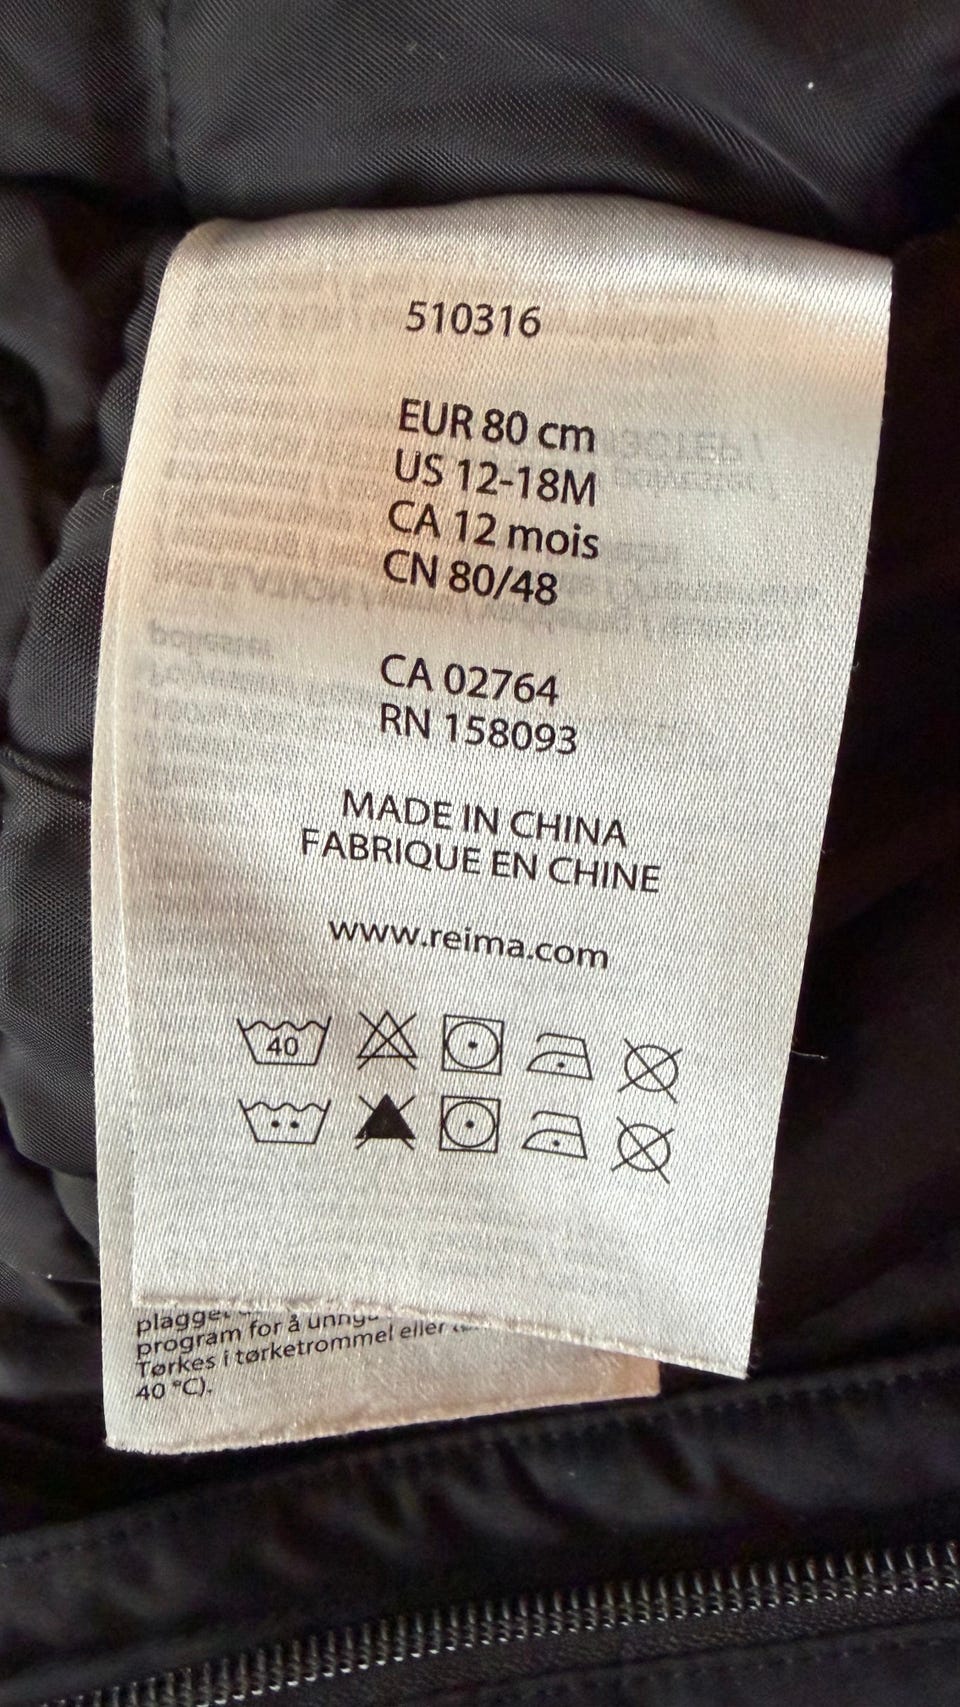 510316
EUR 80 cm
US 12-18M
CA 12 mois
CN 80/48
CA 02764
RN 158093
MADE IN CHINA
FABRIQUE EN CHINE
www.reima.com
40
program for å
Tørkes i tørketrommel eller
40 °C).